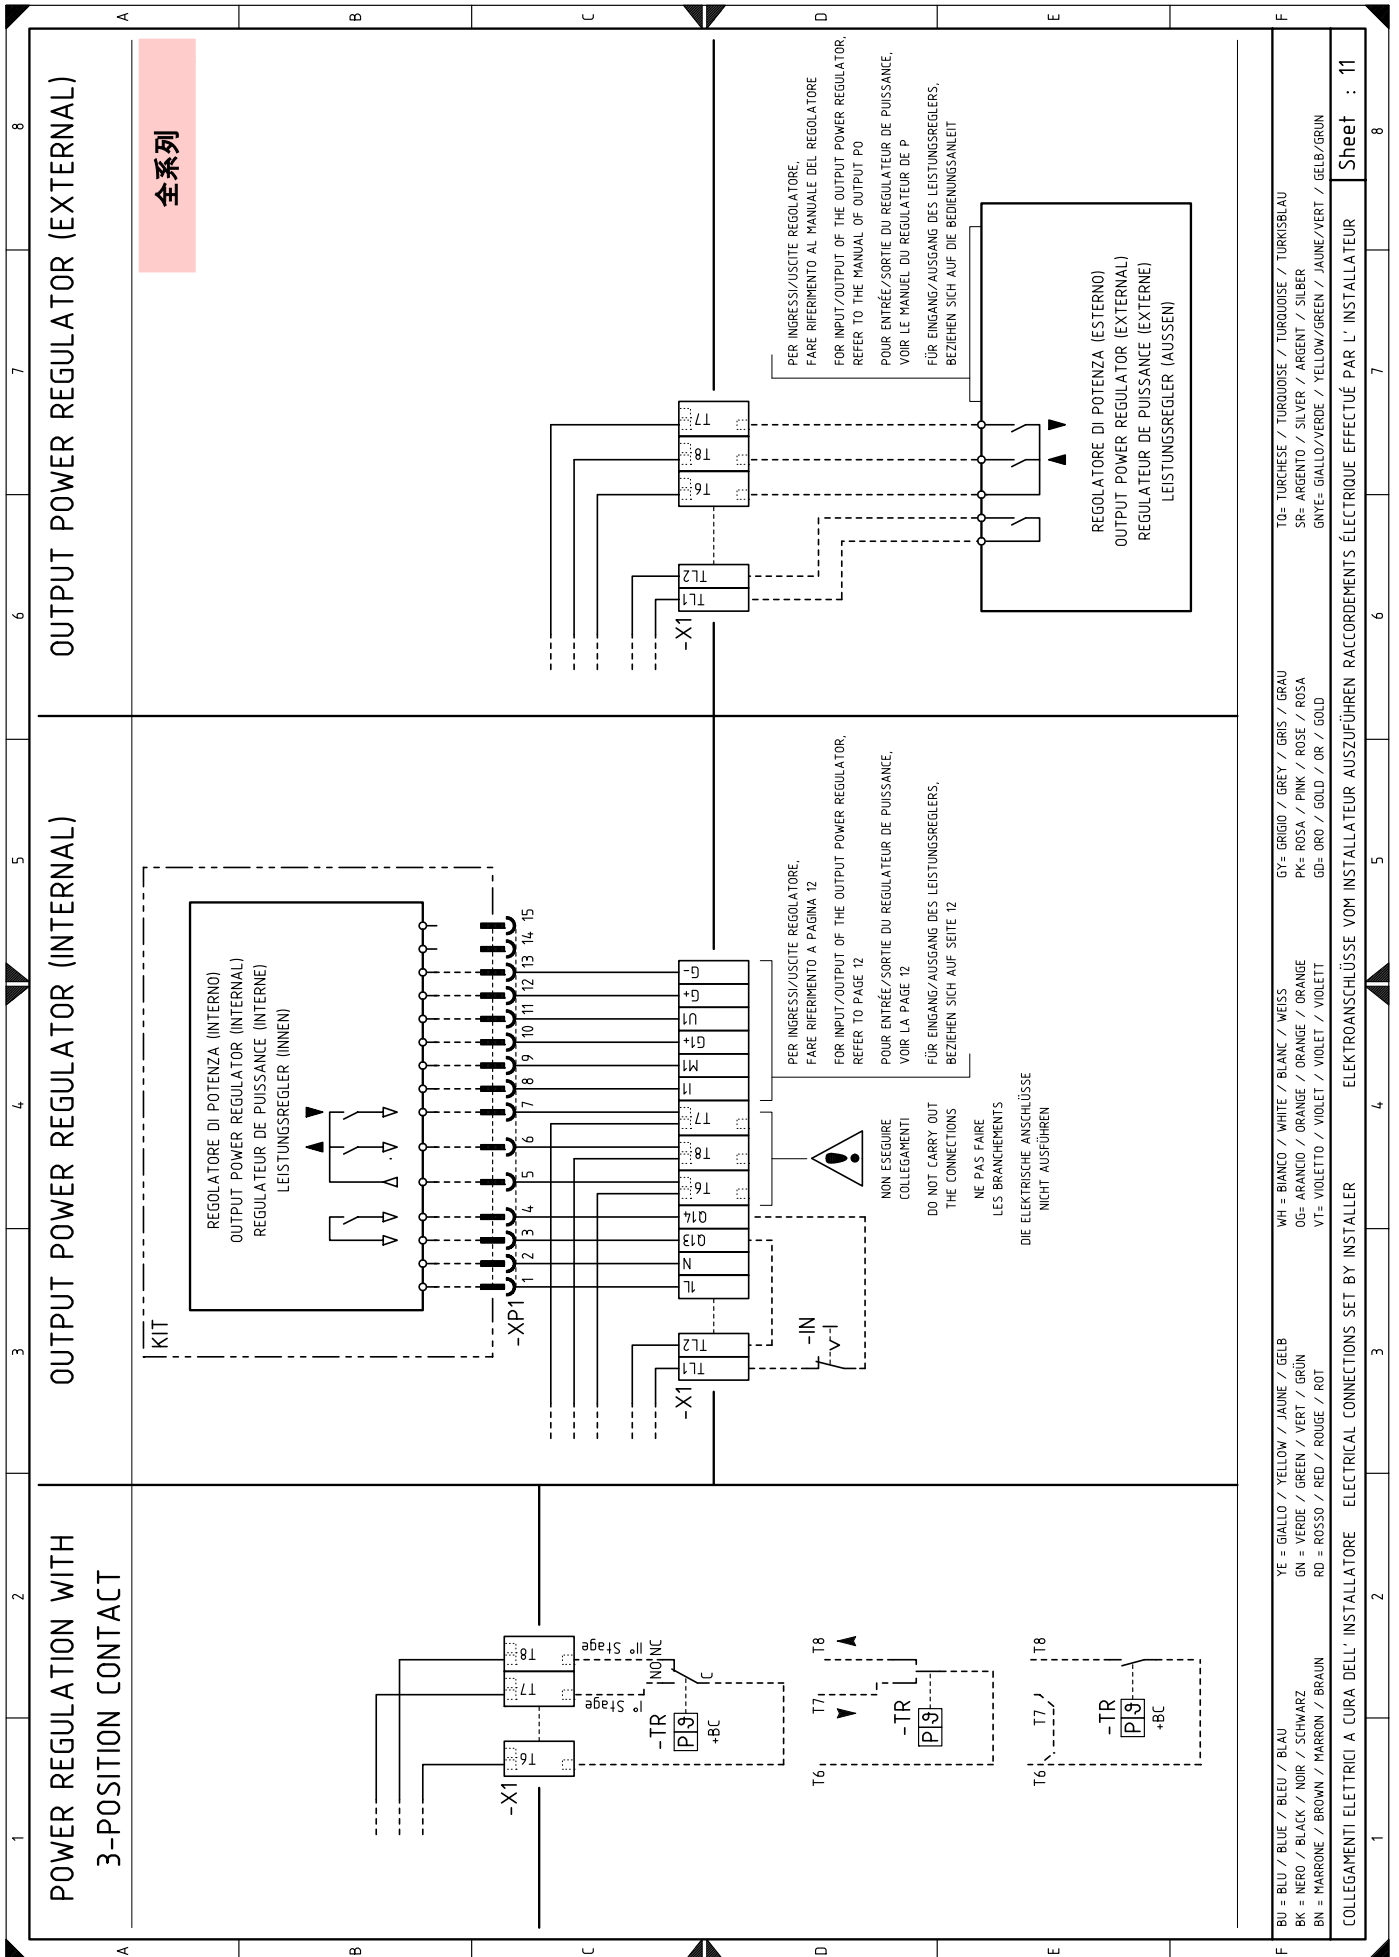 POWER REGULATION WITH
3-POSITION CONTACT
OUTPUT POWER REGULATOR (INTERNAL)
OUTPUT POWER REGULATOR (EXTERNAL)
全系列
1
2
3
4
5
6
7
8
A
B
C
D
E
F
-X1
T6
T7
T8
I° Stage
II° Stage
NO
NC
C
-TR
P ϑ
+BC
T6
T7
T8
-TR
P ϑ
T6
T7
T8
-TR
P ϑ
+BC
KIT
REGOLATORE DI POTENZA (INTERNO)
OUTPUT POWER REGULATOR (INTERNAL)
REGULATEUR DE PUISSANCE (INTERNE)
LEISTUNGSREGLER (INNEN)
-XP1
1 2 3 4 5 6 7 8 9 10 11 12 13 14 15
-X1
TL1 TL2 1L N Q13 Q14 T6 T8 T7 I1 M1 G1+ U1 G+ G-
-IN
NON ESEGUIRE
COLLEGAMENTI
DO NOT CARRY OUT
THE CONNECTIONS
NE PAS FAIRE
LES BRANCHEMENTS
DIE ELEKTRISCHE ANSCHLÜSSE
NICHT AUSFÜHREN
PER INGRESSI/USCITE REGOLATORE,
FARE RIFERIMENTO A PAGINA 12
FOR INPUT/OUTPUT OF THE OUTPUT POWER REGULATOR,
REFER TO PAGE 12
POUR ENTRÉE/SORTIE DU REGULATEUR DE PUISSANCE,
VOIR LA PAGE 12
FÜR EINGANG/AUSGANG DES LEISTUNGSREGLERS,
BEZIEHEN SICH AUF SEITE 12
-X1
TL1 TL2 T6 T8 T7
PER INGRESSI/USCITE REGOLATORE,
FARE RIFERIMENTO AL MANUALE DEL REGOLATORE
FOR INPUT/OUTPUT OF THE OUTPUT POWER REGULATOR,
REFER TO THE MANUAL OF OUTPUT PO
POUR ENTRÉE/SORTIE DU REGULATEUR DE PUISSANCE,
VOIR LE MANUEL DU REGULATEUR DE P
FÜR EINGANG/AUSGANG DES LEISTUNGSREGLERS,
BEZIEHEN SICH AUF DIE BEDIENUNGSANLEIT
REGOLATORE DI POTENZA (ESTERNO)
OUTPUT POWER REGULATOR (EXTERNAL)
REGULATEUR DE PUISSANCE (EXTERNE)
LEISTUNGSREGLER (AUSSEN)
BU = BLU / BLUE / BLEU / BLAU
BK = NERO / BLACK / NOIR / SCHWARZ
BN = MARRONE / BROWN / MARRON / BRAUN
YE = GIALLO / YELLOW / JAUNE / GELB
GN = VERDE / GREEN / VERT / GRÜN
RD = ROSSO / RED / ROUGE / ROT
WH = BIANCO / WHITE / BLANC / WEISS
OG= ARANCIO / ORANGE / ORANGE / ORANGE
VT= VIOLETTO / VIOLET / VIOLET / VIOLETT
GY= GRIGIO / GREY / GRIS / GRAU
PK= ROSA / PINK / ROSE / ROSA
GD= ORO / GOLD / OR / GOLD
TQ= TURCHESE / TURQUOISE / TURQUOISE / TURKISBLAU
SR= ARGENTO / SILVER / ARGENT / SILBER
GNYE= GIALLO/VERDE / YELLOW/GREEN / JAUNE/VERT / GELB/GRUN
COLLEGAMENTI ELETTRICI A CURA DELL' INSTALLATORE
ELECTRICAL CONNECTIONS SET BY INSTALLER
ELEKTROANSCHLÜSSE VOM INSTALLATEUR AUSZUFÜHREN
RACCORDEMENTS ÉLECTRIQUE EFFECTUÉ PAR L' INSTALLATEUR
Sheet : 11
1
2
3
4
5
6
7
8
A
B
C
D
E
F